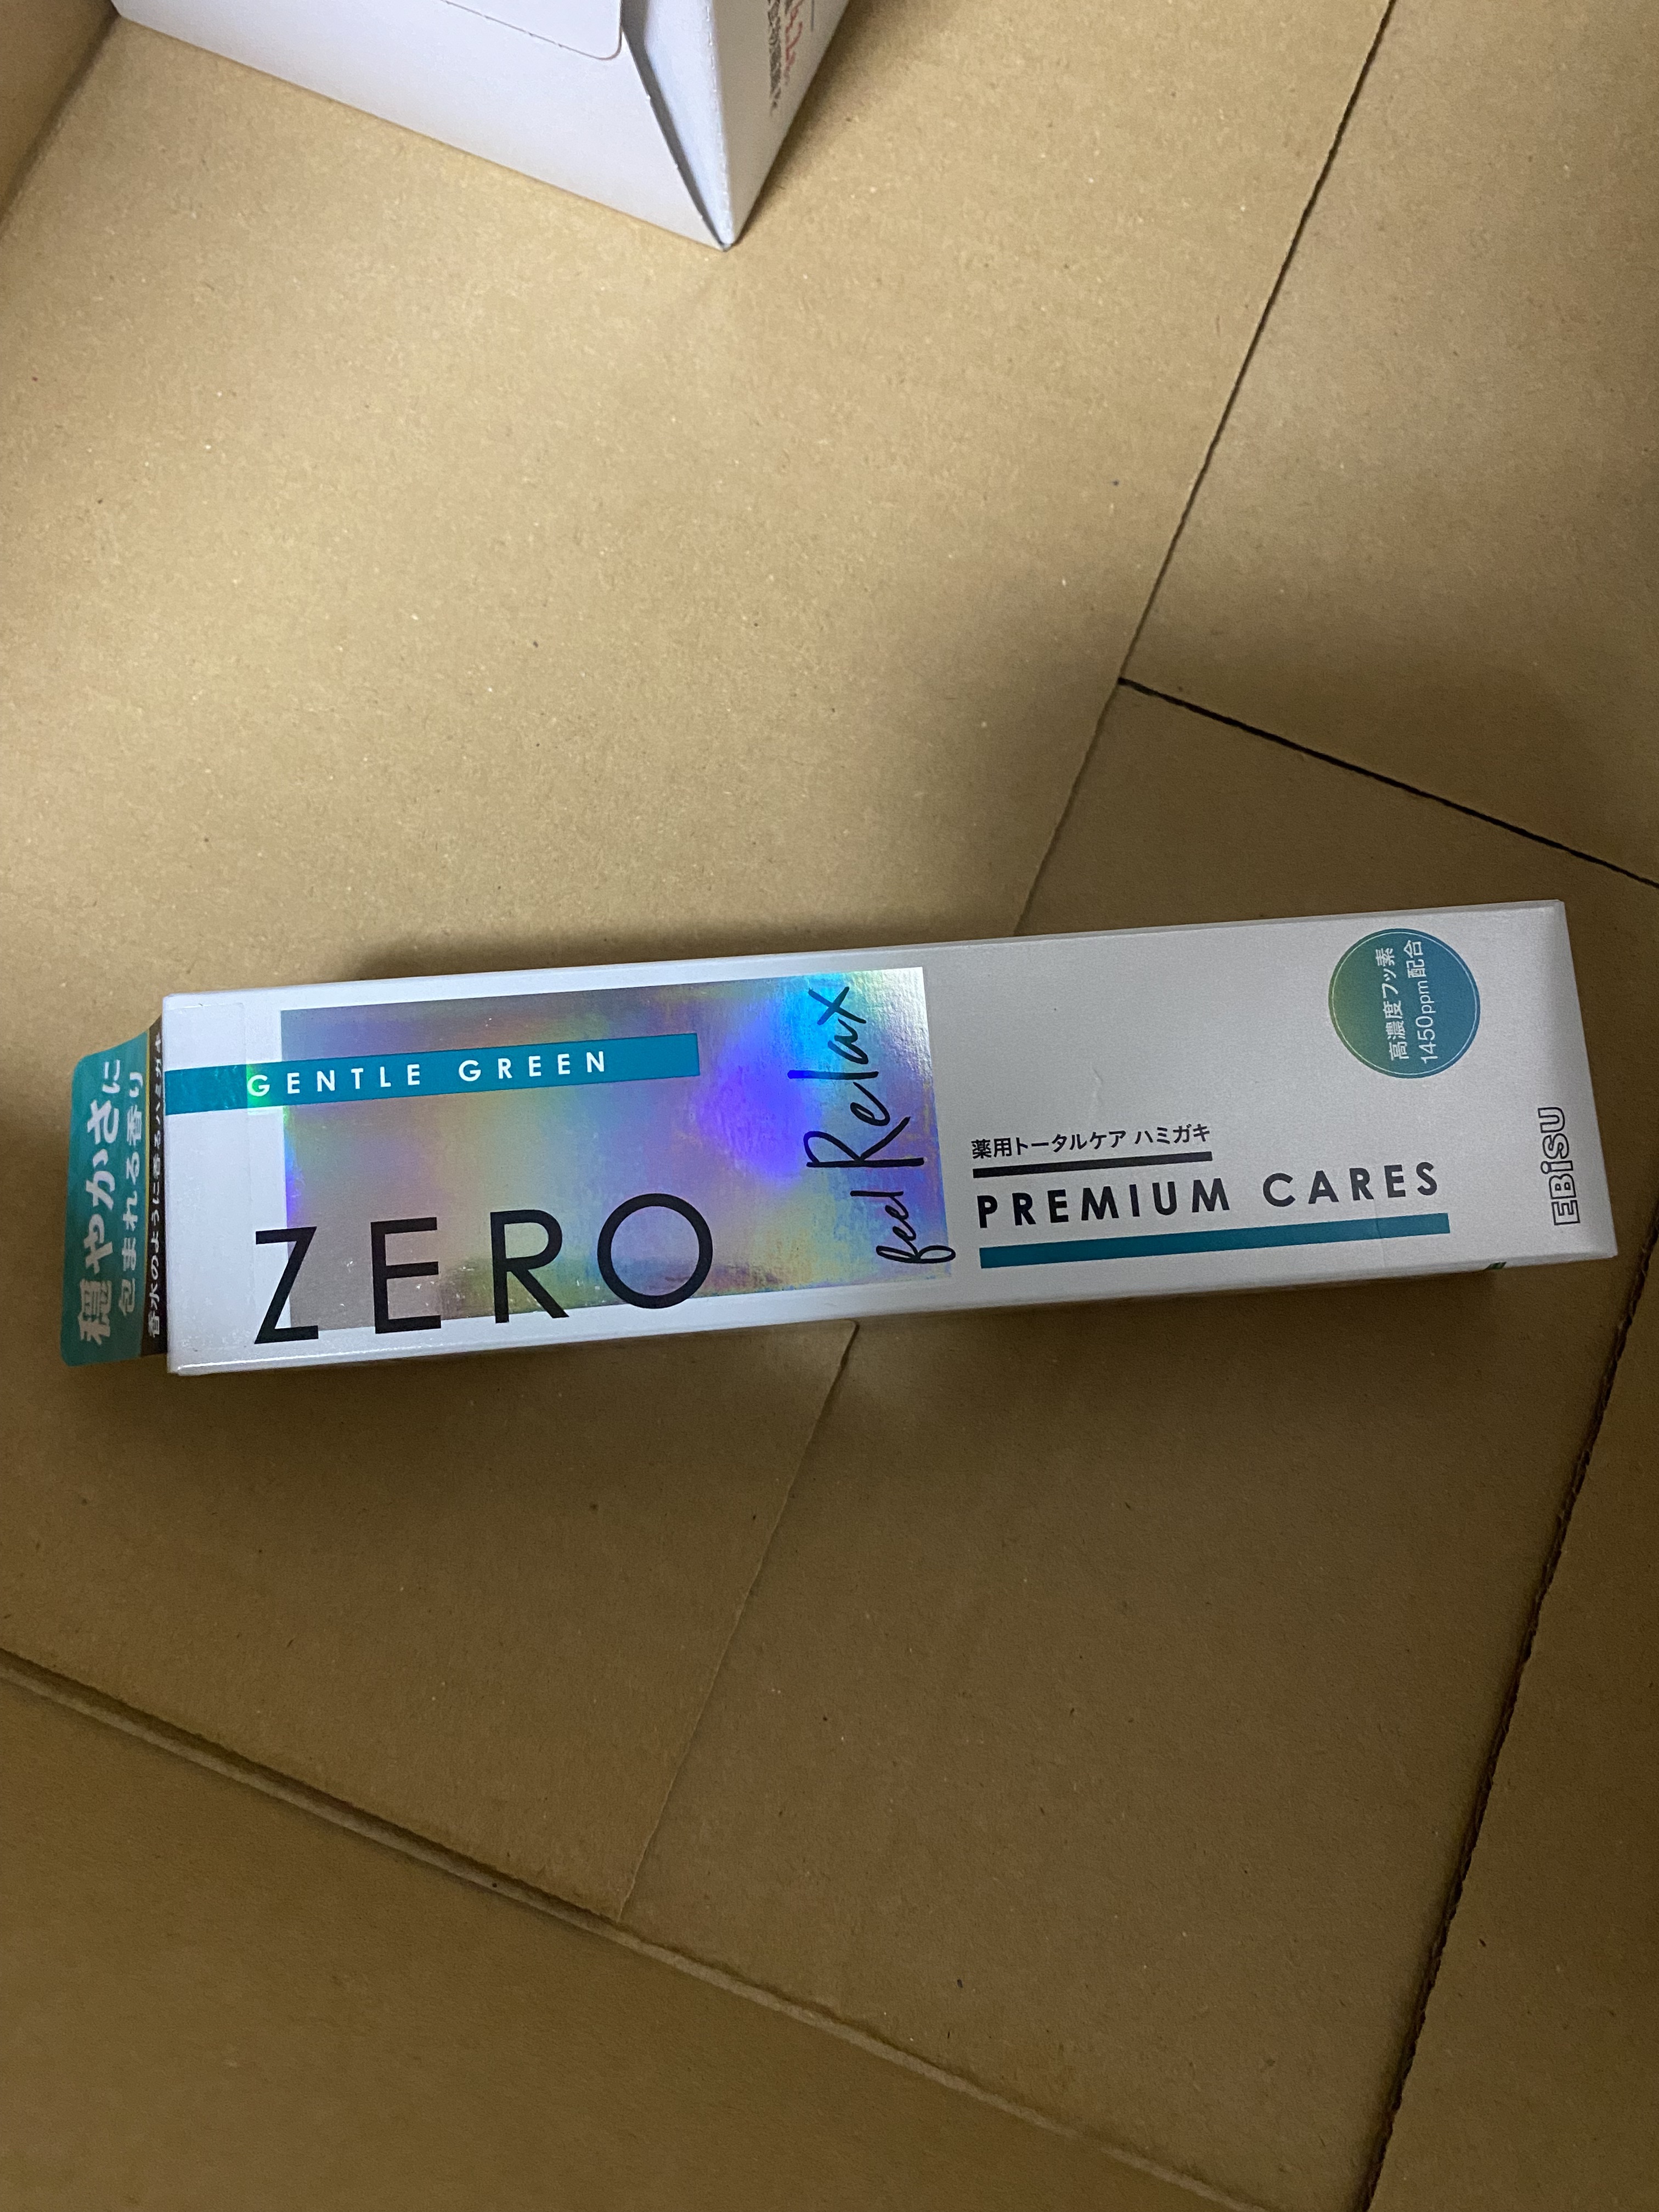 穏やかさに
包まれる香り
香水のように香るハミガキ
GENTLE GREEN
ZERO
feel Relax
薬用トータルケア ハミガキ
PREMIUM CARES
高濃度フッ素
1450ppm配合
EBiSU